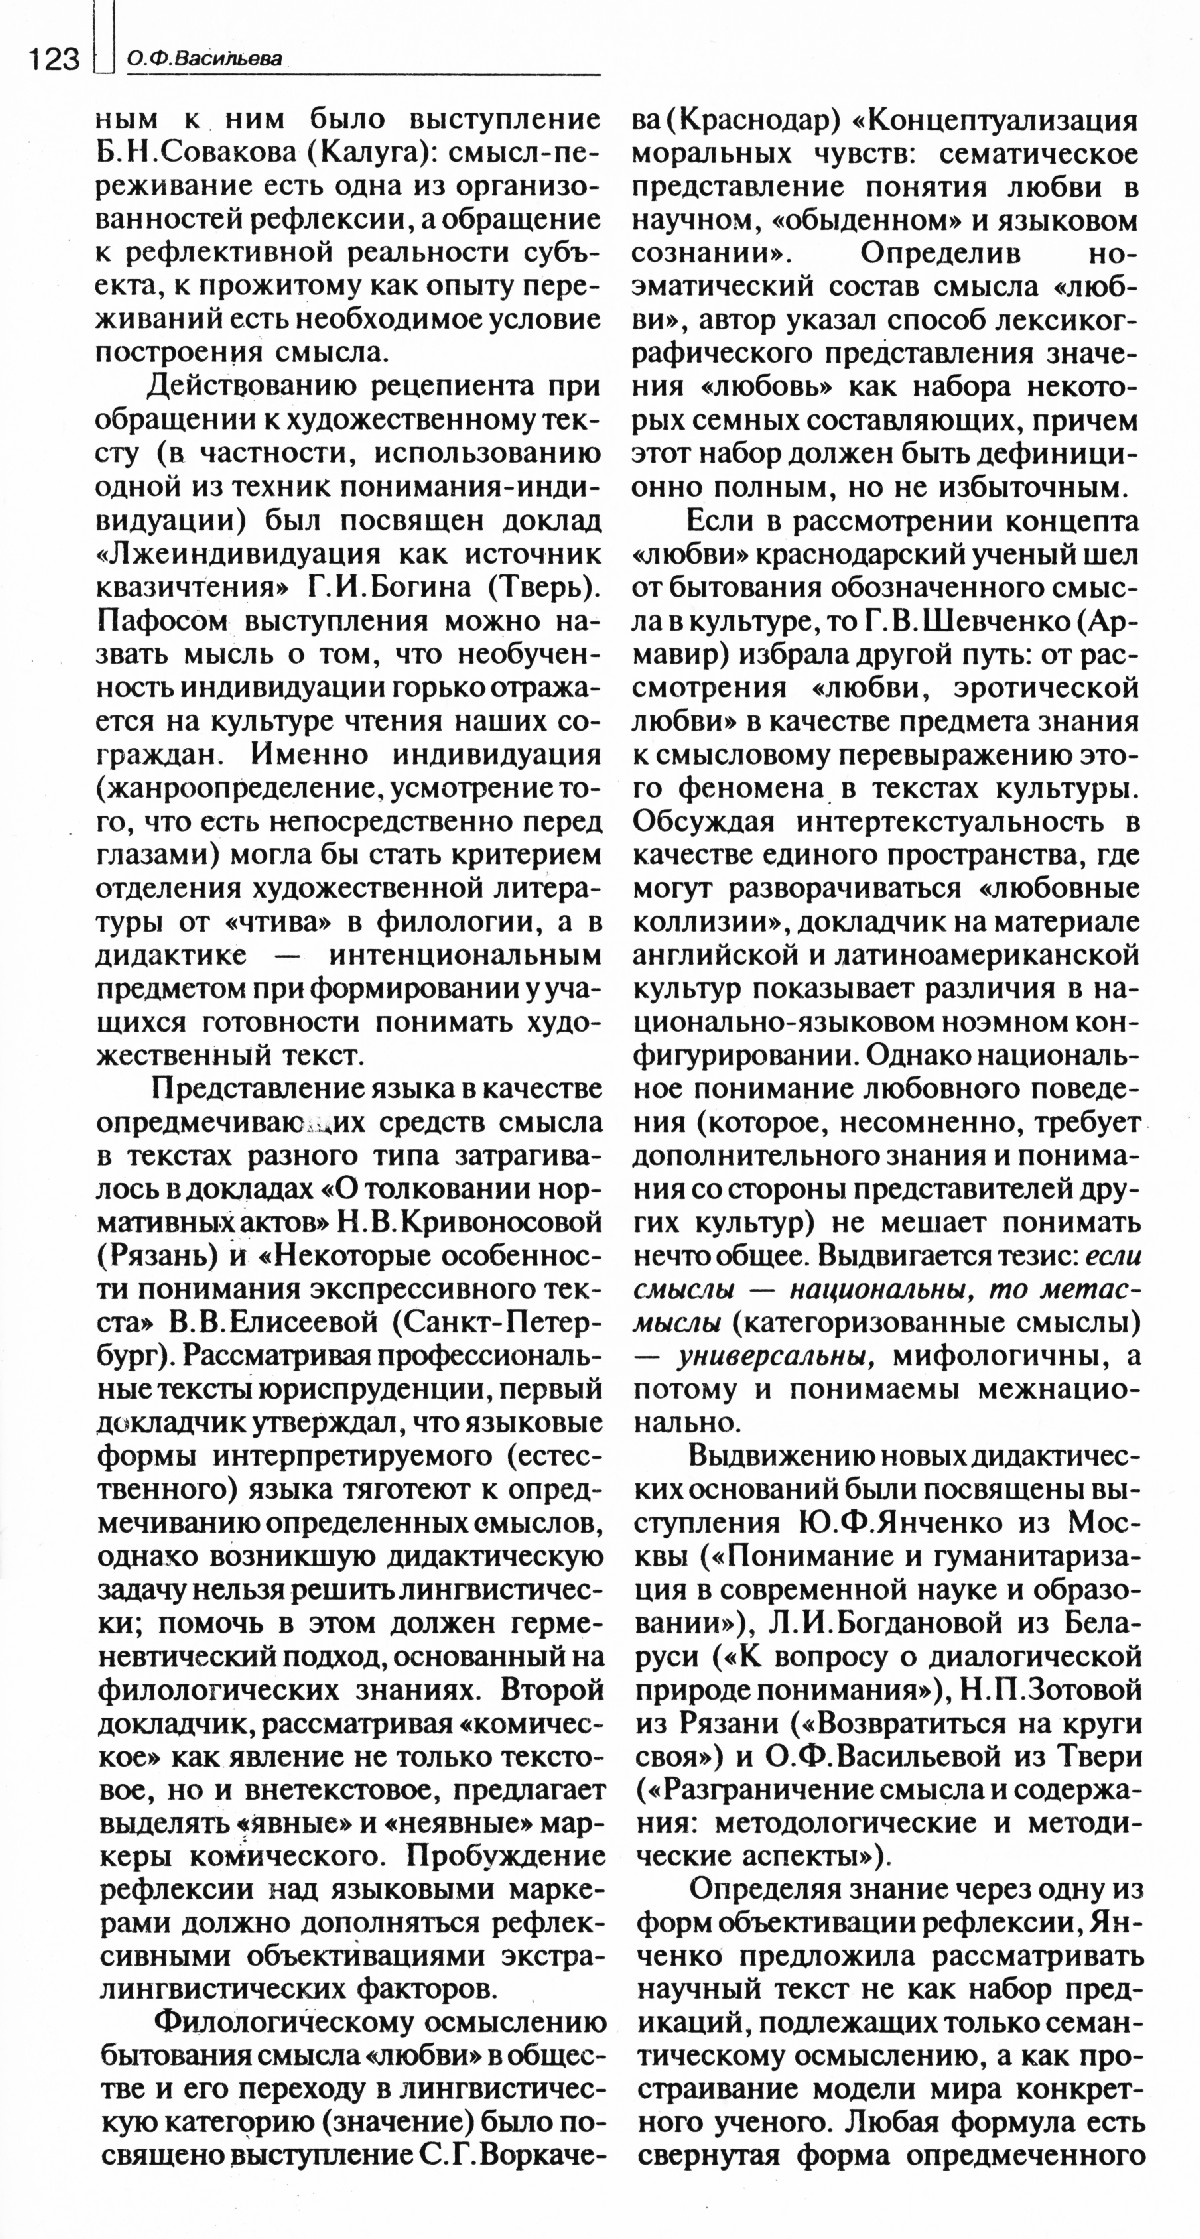 123
О.Ф.Васильева
ным к ним было выступление
Б.Н.Совакова (Калуга): смысл-пе-
реживание есть одна из организо-
ванностей рефлексии, а обращение
к рефлективной реальности субъ-
екта, к прожитому как опыту пере-
живаний есть необходимое условие
построения смысла.
Действованию рецепиента при
обращении к художественному тек-
сту (в частности, использованию
одной из техник понимания-инди-
видуации) был посвящен доклад
«Лжеиндивидуация как источник
квазичтения» Г.И.Богина (Тверь).
Пафосом выступления можно на-
звать мысль о том, что необучен-
ность индивидуации горько отража-
ется на культуре чтения наших со-
граждан. Именно индивидуация
(жанроопределение, усмотрение то-
го, что есть непосредственно перед
глазами) могла бы стать критерием
отделения художественной литера-
туры от «чтива» в филологии, а в
дидактике — интенциональным
предметом при формировании у уча-
щихся готовности понимать худо-
жественный текст.
Представление языка в качестве
опредмечивающих средств смысла
в текстах разного типа затрагива-
лось в докладах «О толковании нор-
мативных актов» Н.В.Кривоносовой
(Рязань) и «Некоторые особеннос-
ти понимания экспрессивного тек-
ста» В.В.Елисеевой (Санкт-Петер-
бург). Рассматривая профессиональ-
ные тексты юриспруденции, первый
докладчик утверждал, что языковые
формы интерпретируемого (естес-
твенного) языка тяготеют к опред-
мечиванию определенных смыслов,
однако возникшую дидактическую
задачу нельзя решить лингвистичес-
ки; помочь в этом должен герме-
невтический подход, основанный на
филологических знаниях. Второй
докладчик, рассматривая «комичес-
кое» как явление не только тексто-
вое, но и внетекстовое, предлагает
выделять «явные» и «неявные» мар-
керы комического. Пробуждение
рефлексии над языковыми марке-
рами должно дополняться рефлек-
сивными объективациями экстра-
лингвистических факторов.
Филологическому осмыслению
бытования смысла «любви» в общес-
тве и его переходу в лингвистичес-
кую категорию (значение) было по-
священо выступление С.Г.Воркаче-
ва (Краснодар) «Концептуализация
моральных чувств: сематическое
представление понятия любви в
научном, «обыденном» и языковом
сознании». Определив но-
эматический состав смысла «люб-
ви», автор указал способ лексиког-
рафического представления значе-
ния «любовь» как набора некото-
рых семных составляющих, причем
этот набор должен быть дефиници-
онно полным, но не избыточным.
Если в рассмотрении концепта
«любви» краснодарский ученый шел
от бытования обозначенного смыс-
ла в культуре, то Г.В.Шевченко (Ар-
мавир) избрала другой путь: от рас-
смотрения «любви, эротической
любви» в качестве предмета знания
к смысловому перевыражению это-
го феномена в текстах культуры.
Обсуждая интертекстуальность в
качестве единого пространства, где
могут разворачиваться «любовные
коллизии», докладчик на материале
английской и латиноамериканской
культур показывает различия в на-
ционально-языковом ноэмном кон-
фигурировании. Однако националь-
ное понимание любовного поведе-
ния (которое, несомненно, требует
дополнительного знания и понима-
ния со стороны представителей дру-
гих культур) не мешает понимать
нечто общее. Выдвигается тезис: если
смыслы — национальны, то метас-
мыслы (категоризованные смыслы)
— универсальны, мифологичны, а
потому и понимаемы межнацио-
нально.
Выдвижению новых дидактичес-
ких оснований были посвящены вы-
ступления Ю.Ф.Янченко из Мос-
квы («Понимание и гуманитариза-
ция в современной науке и образо-
вании»), Л.И.Богдановой из Бела-
руси («К вопросу о диалогической
природе понимания»), Н.П.Зотовой
из Рязани («Возвратиться на круги
своя») и О.Ф.Васильевой из Твери
(«Разграничение смысла и содержа-
ния: методологические и методи-
ческие аспекты»).
Определяя знание через одну из
форм объективации рефлексии, Ян-
ченко предложила рассматривать
научный текст не как набор пред-
икаций, подлежащих только семан-
тическому осмыслению, а как про-
страивание модели мира конкрет-
ного ученого. Любая формула есть
свернутая форма опредмеченного